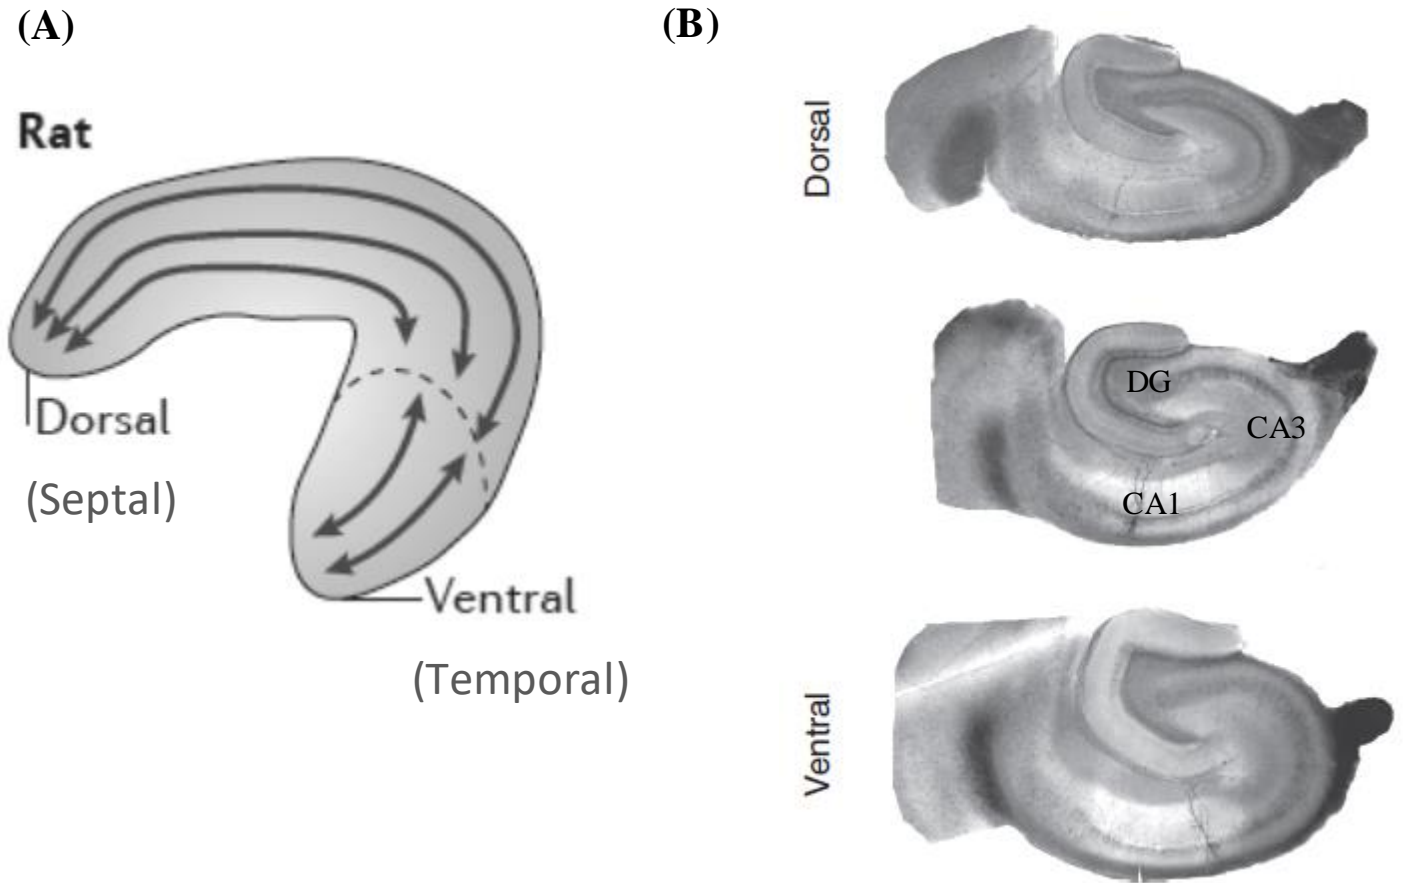 (A)
(B)
Rat
Dorsal
(Septal)
Ventral
(Temporal)
Dorsal
DG
CA3
CA1
Ventral